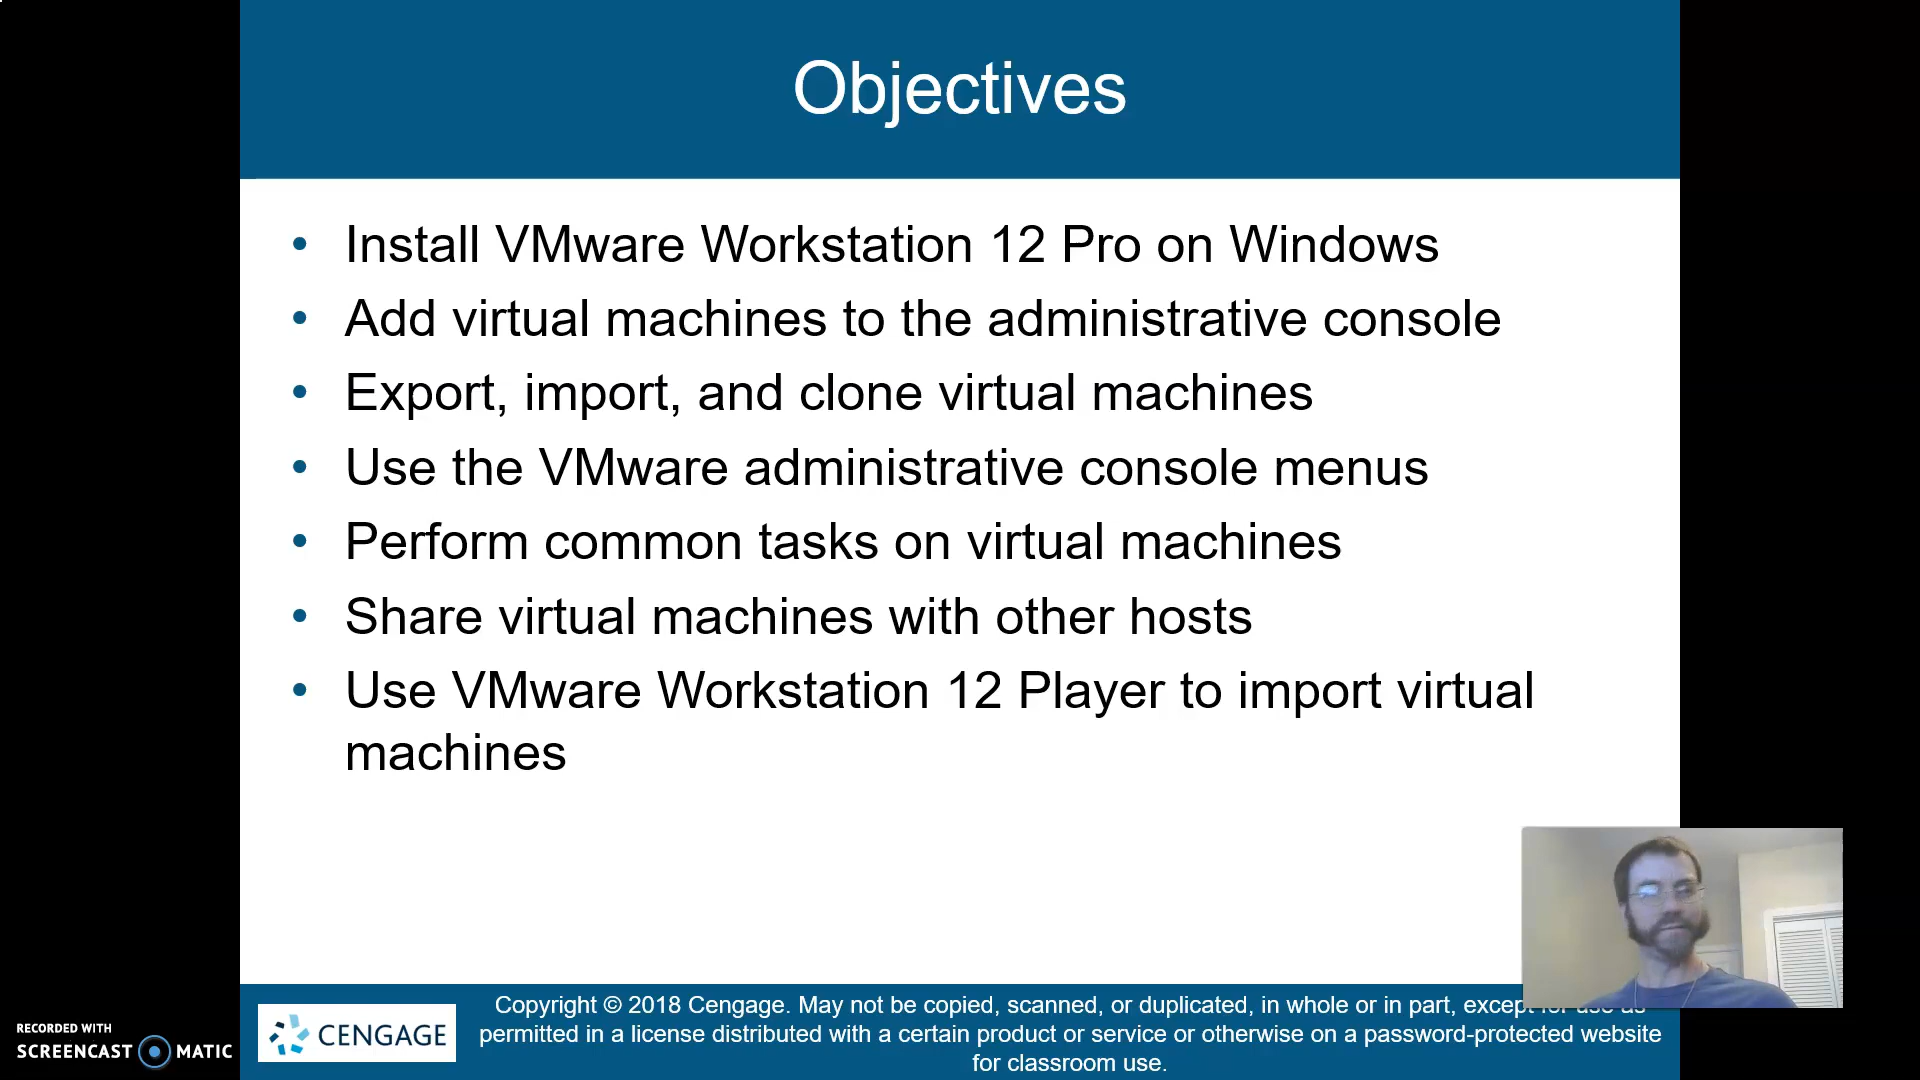 Objectives
• Install VMware Workstation 12 Pro on Windows
• Add virtual machines to the administrative console
• Export, import, and clone virtual machines
• Use the VMware administrative console menus
• Perform common tasks on virtual machines
• Share virtual machines with other hosts
• Use VMware Workstation 12 Player to import virtual
machines
CENGAGE
Copyright © 2018 Cengage. May not be copied, scanned, or duplicated, in whole or in part, except for use as
permitted in a license distributed with a certain product or service or otherwise on a password-protected website
for classroom use.
RECORDED WITH
SCREENCAST MATIC